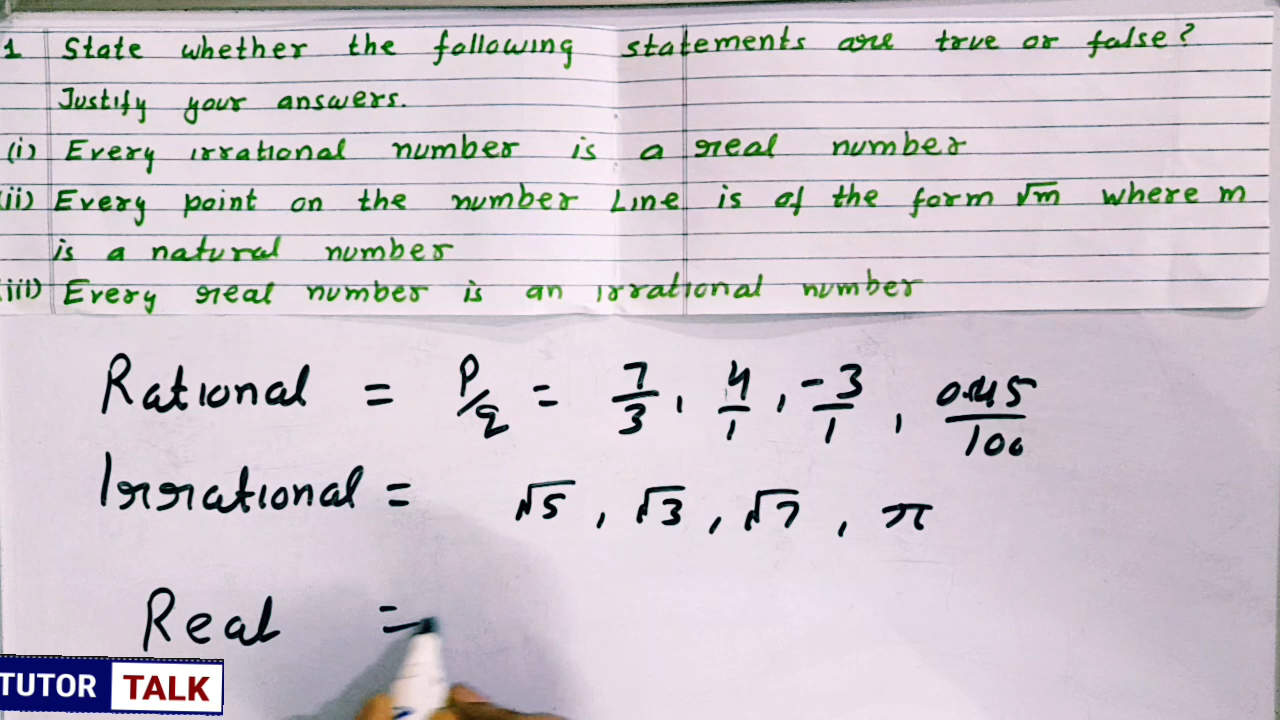 1 State whether the following statements are true or false?
Justify your answers.
(i) Every irrational number is a real number
(ii) Every point on the number Line is of the form √m where m
is a natural number
(iii) Every real number is an irrational number
Rational = P/q = 7/3, 4/1, -3/1, 0.45/100
Irrational = √5, √3, √7, π
Real =
TUTOR TALK